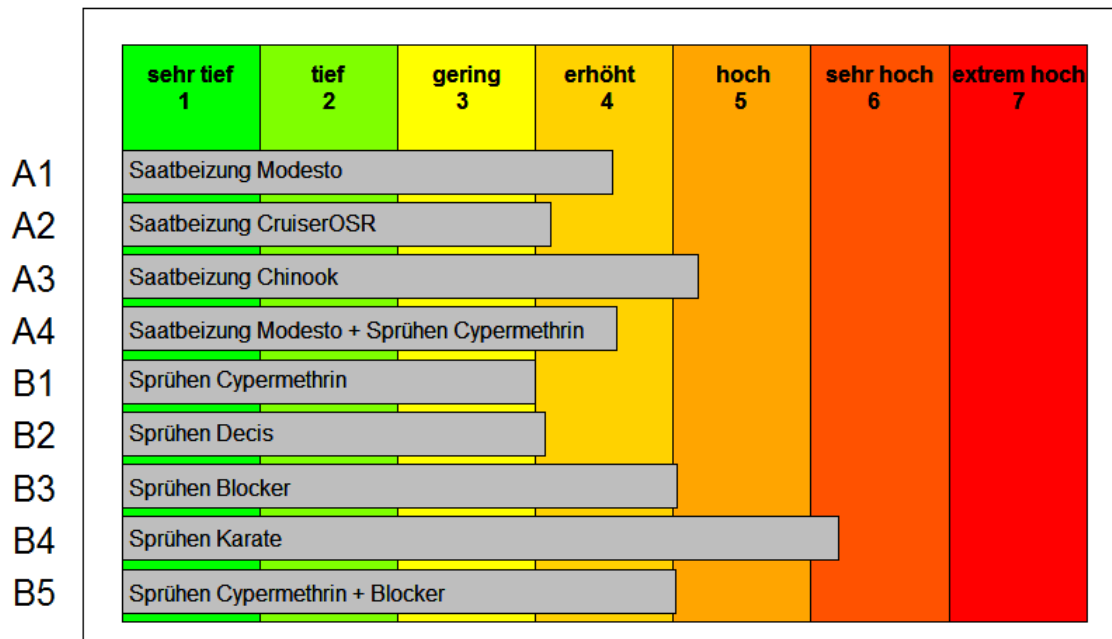 sehr tief tief gering erhöht hoch sehr hoch extrem hoch
1 2 3 4 5 6 7
A1 Saatbeizung Modesto
A2 Saatbeizung CruiserOSR
A3 Saatbeizung Chinook
A4 Saatbeizung Modesto + Sprühen Cypermethrin
B1 Sprühen Cypermethrin
B2 Sprühen Decis
B3 Sprühen Blocker
B4 Sprühen Karate
B5 Sprühen Cypermethrin + Blocker